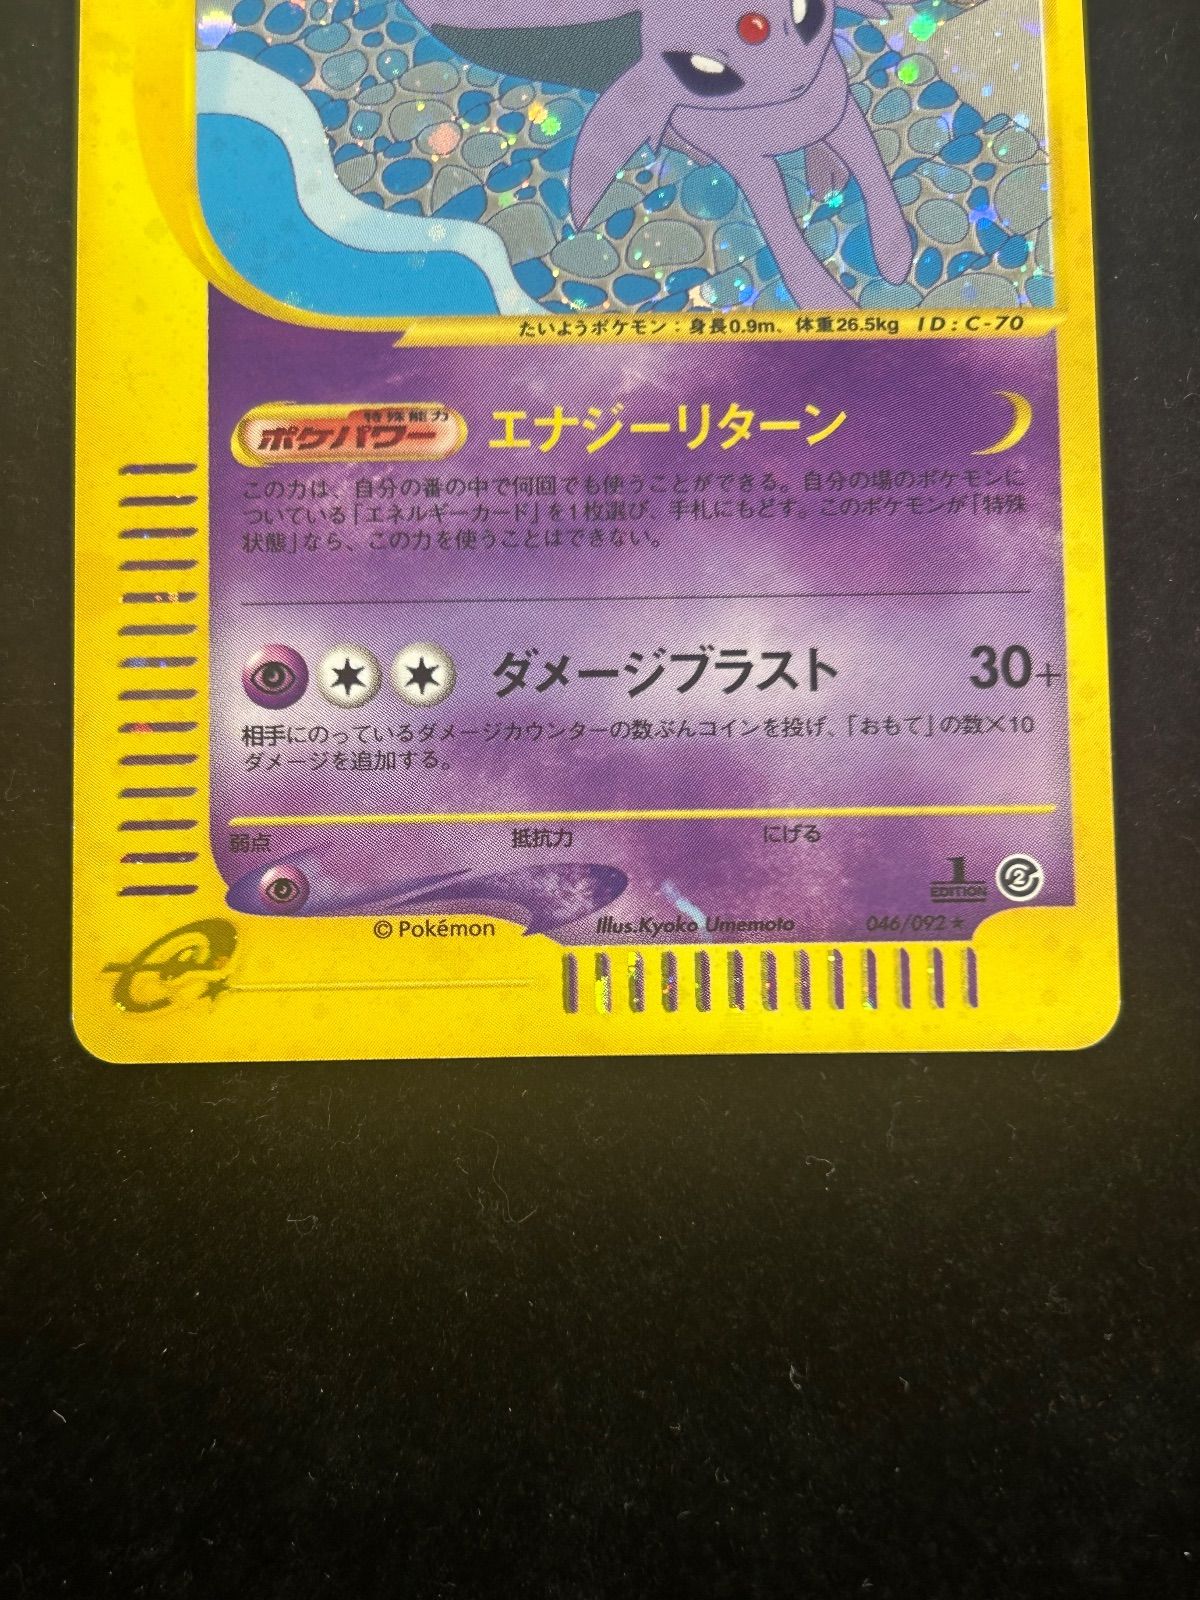 たいようポケモン：身長0.9m、体重26.5kg ID：C-70
特殊能力
ポケパワー エナジーリターン
この力は、自分の番の中で何回でも使うことができる。自分の場のポケモンに
ついている「エネルギーカード」を1枚選び、手札にもどす。このポケモンが「特殊
状態」なら、この力を使うことはできない。
ダメージブラスト 30+
相手にのっているダメージカウンターの数ぶんコインを投げ、「おもて」の数×10
ダメージを追加する。
弱点 抵抗力 にげる
1 EDITION 2
© Pokémon Illus.Kyoko Umemoto 046/092 ★
e